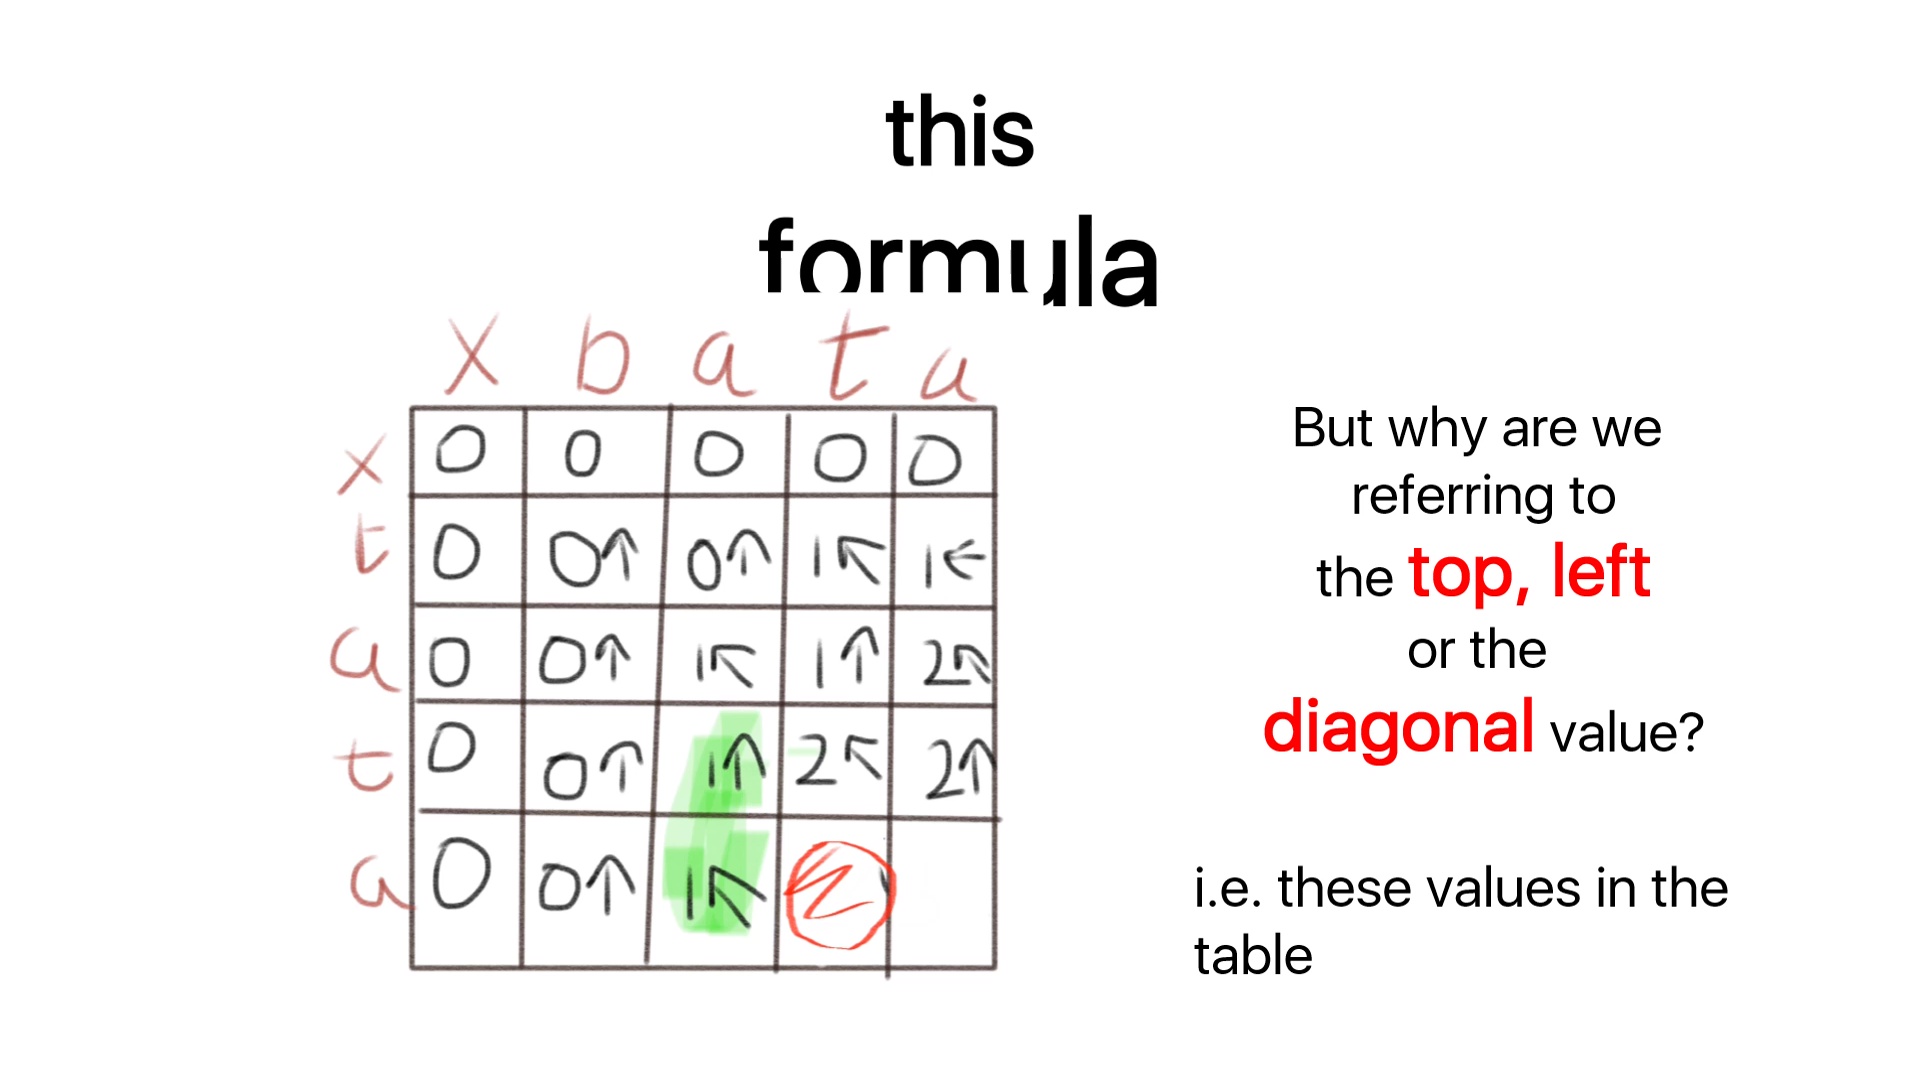 this
formula
x b a t a
x 0 0 0 0 0
t 0 0↑ 0↑ 1↖ 1←
a 0 0↑ 1↖ 1↑ 2↖
t 0 0↑ 1↑ 2↖ 2↑
a 0 0↑ 1↖ 2
But why are we
referring to
the top, left
or the
diagonal value?
i.e. these values in the
table